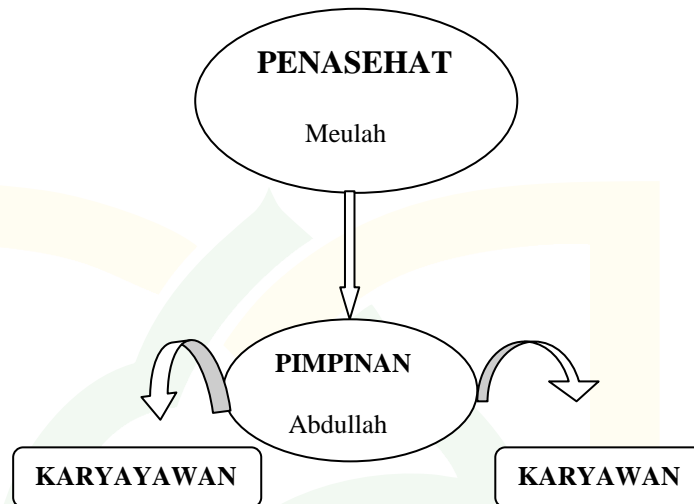 PENASEHAT
Meulah
PIMPINAN
Abdullah
KARYAYAWAN
KARYAWAN